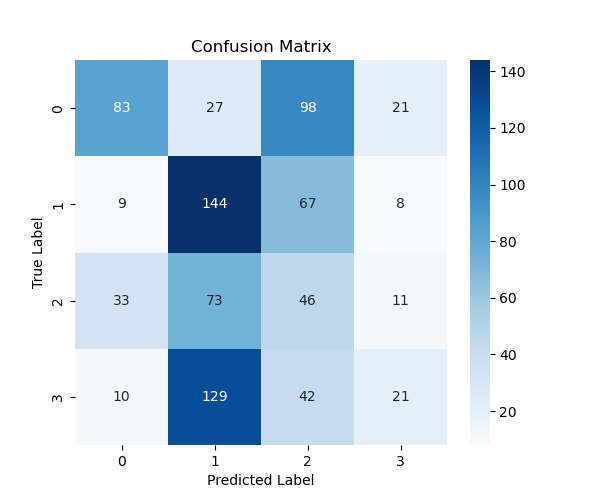 Confusion Matrix
True Label
0 83 27 98 21
1 9 144 67 8
2 33 73 46 11
3 10 129 42 21
0 1 2 3
Predicted Label
140
120
100
80
60
40
20